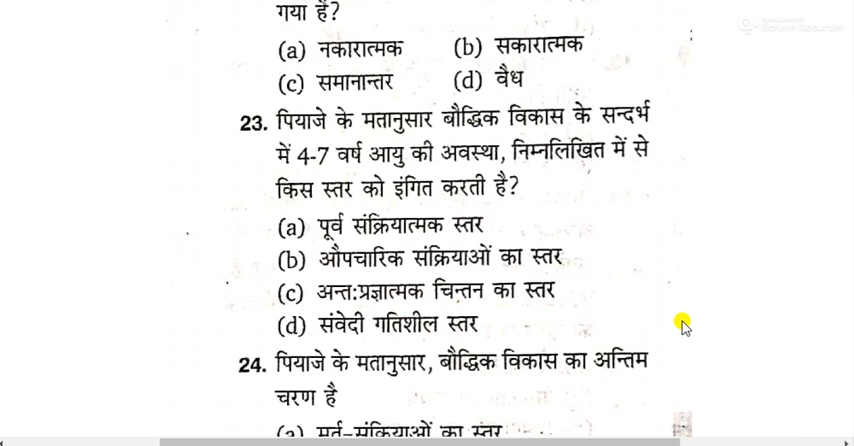 गया है?
(a) नकारात्मक (b) सकारात्मक
(c) समानान्तर (d) वैध
23. पियाजे के मतानुसार बौद्धिक विकास के सन्दर्भ
में 4-7 वर्ष आयु की अवस्था, निम्नलिखित में से
किस स्तर को इंगित करती है?
(a) पूर्व संक्रियात्मक स्तर
(b) औपचारिक संक्रियाओं का स्तर
(c) अन्त:प्रज्ञात्मक चिन्तन का स्तर
(d) संवेदी गतिशील स्तर
24. पियाजे के मतानुसार, बौद्धिक विकास का अन्तिम
चरण है
(a) मूर्त-संक्रियाओं का स्तर